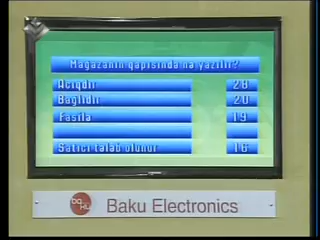 Mağazanın qapısında nə yazılıb?
Açıqdır 28
Bağlıdır 20
Fasilə 19
Satıcı tələb olunur 16
Baku Electronics